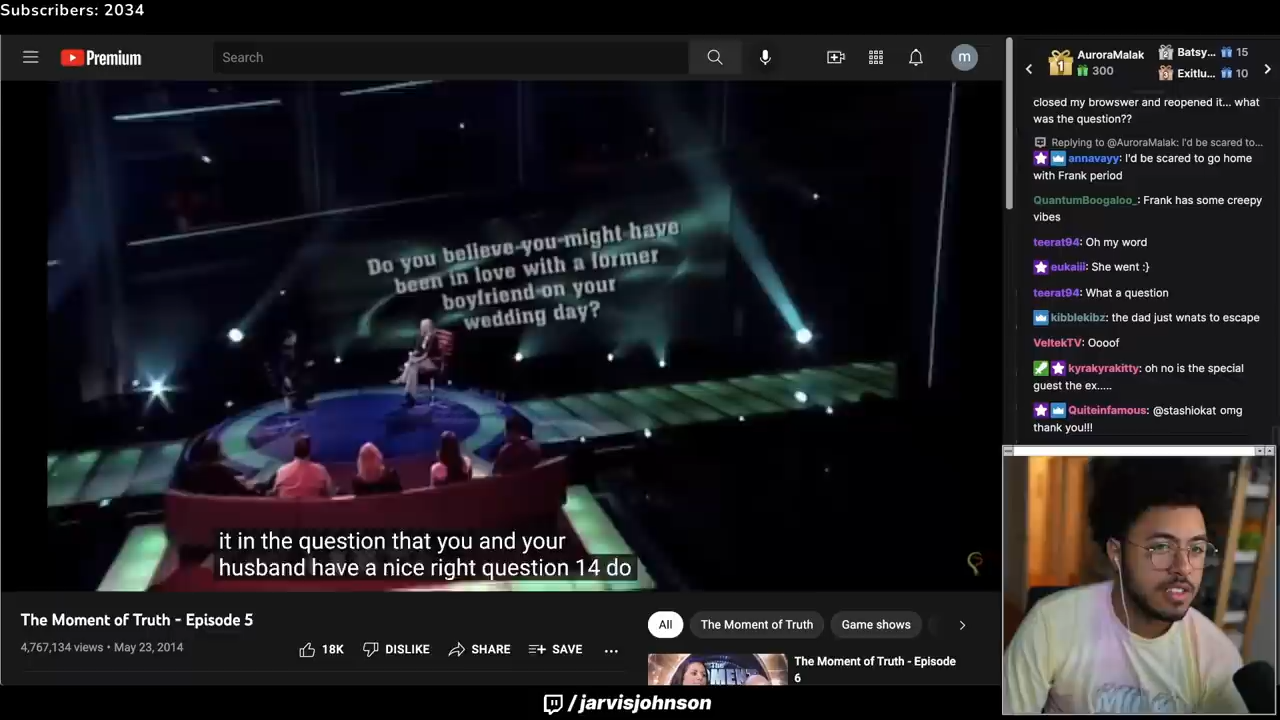 Subscribers: 2034
Premium
Search
m
Do you believe you might have
been in love with a former
boyfriend on your
wedding day?
it in the question that you and your
husband have a nice right question 14 do
The Moment of Truth - Episode 5
4,767,134 views • May 23, 2014
18K
DISLIKE
SHARE
SAVE
All
The Moment of Truth
Game shows
The Moment of Truth - Episode
6
1
AuroraMalak
300
2
Batsy... 15
3
Exitlu... 10
closed my browswer and reopened it... what
was the question??
Replying to @AuroraMalak: I'd be scared to...
annavayy: I'd be scared to go home
with Frank period
QuantumBoogaloo_: Frank has some creepy
vibes
teerat94: Oh my word
eukaiii: She went :}
teerat94: What a question
kibblekibz: the dad just wnats to escape
VeltekTV: Oooof
kyrakyrakitty: oh no is the special
guest the ex.....
Quiteinfamous: @stashiokat omg
thank you!!!
/jarvisjohnson